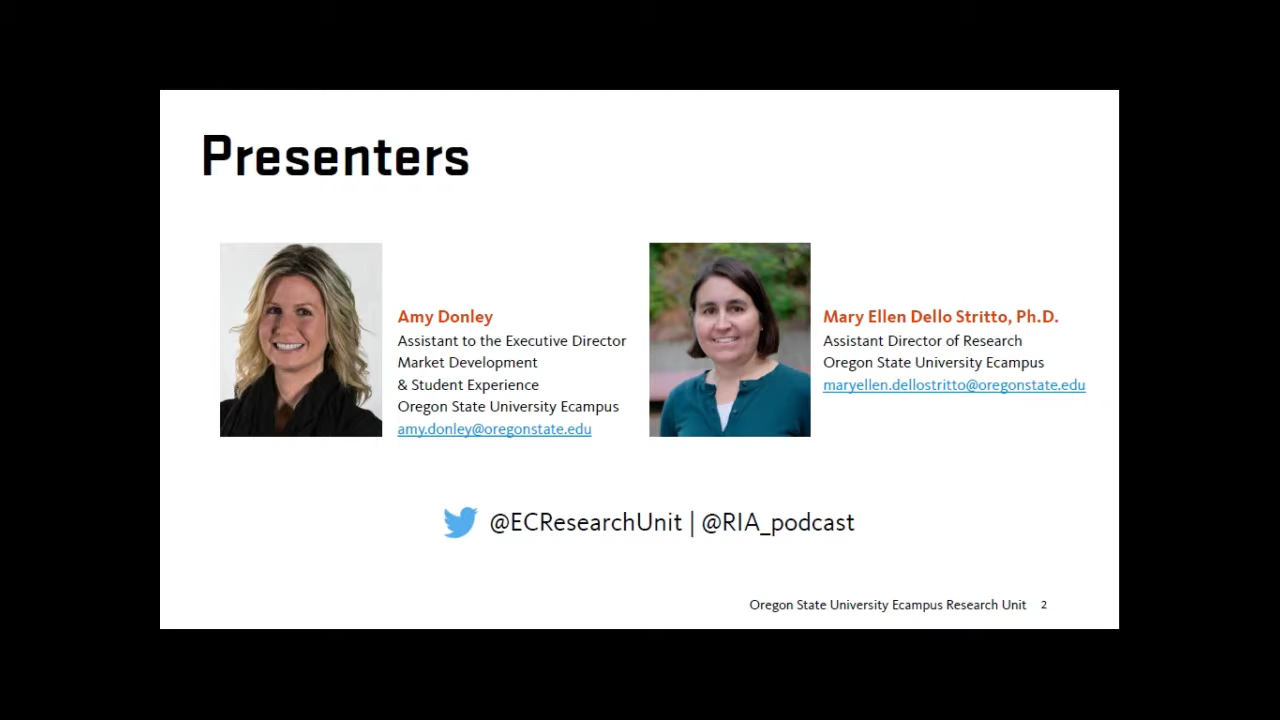 Presenters
Amy Donley
Assistant to the Executive Director
Market Development
& Student Experience
Oregon State University Ecampus
amy.donley@oregonstate.edu
Mary Ellen Dello Stritto, Ph.D.
Assistant Director of Research
Oregon State University Ecampus
maryellen.dellostritto@oregonstate.edu
@ECResearchUnit | @RIA_podcast
Oregon State University Ecampus Research Unit 2